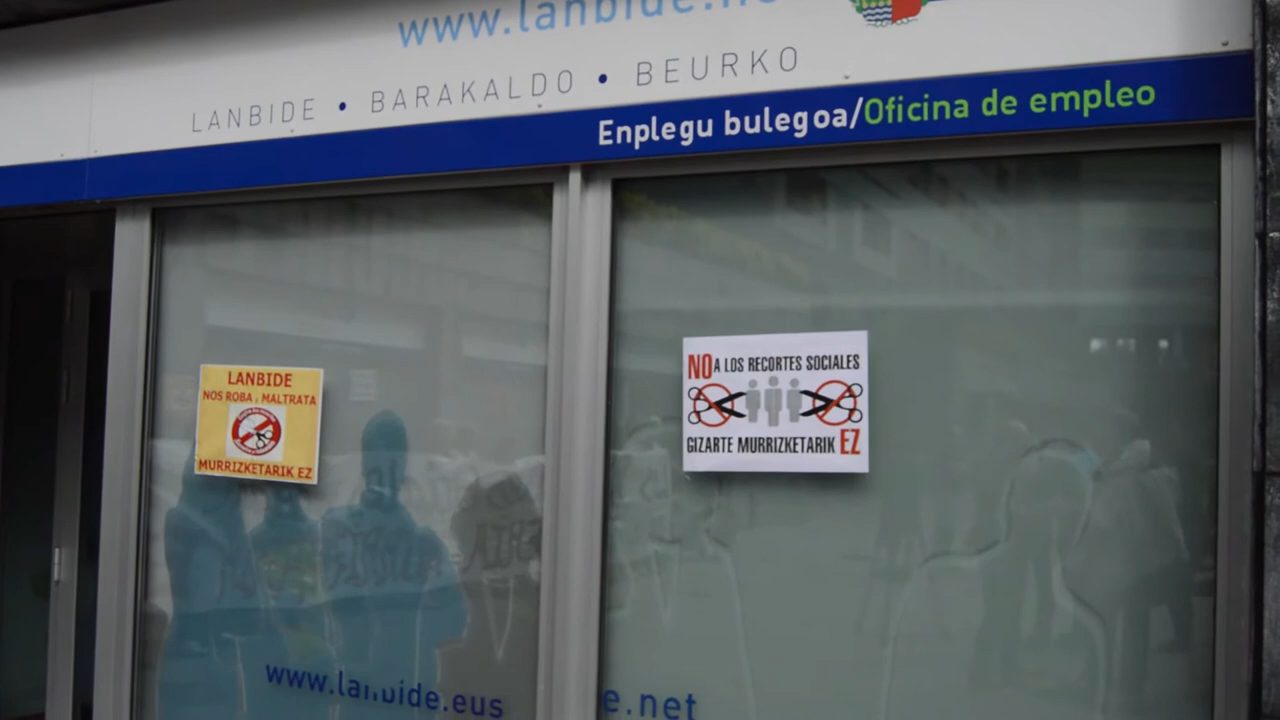 www.lanbide.ne
LANBIDE • BARAKALDO • BEURKO
Enplegu bulegoa/Oficina de empleo
LANBIDE
NOS ROBA Y MALTRATA
MURRIZKETARIK EZ
NO A LOS RECORTES SOCIALES
GIZARTE MURRIZKETARIK EZ
www.lanbide.eus
e.net